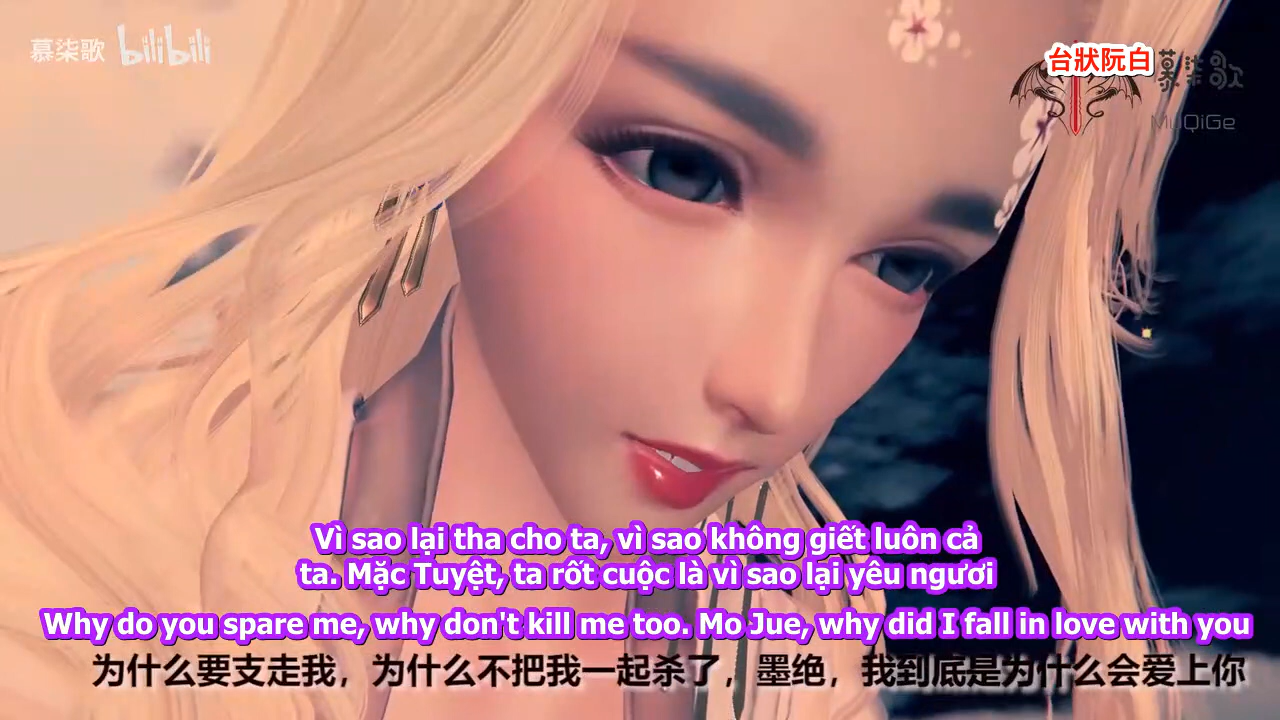 慕柒歌 bilibili
台狀阮白
慕柒歌
MuQiGe
Vì sao lại tha cho ta, vì sao không giết luôn cả
ta. Mặc Tuyệt, ta rốt cuộc là vì sao lại yêu ngươi
Why do you spare me, why don't kill me too. Mo Jue, why did I fall in love with you
为什么要支走我，为什么不把我一起杀了，墨绝，我到底是为什么会爱上你